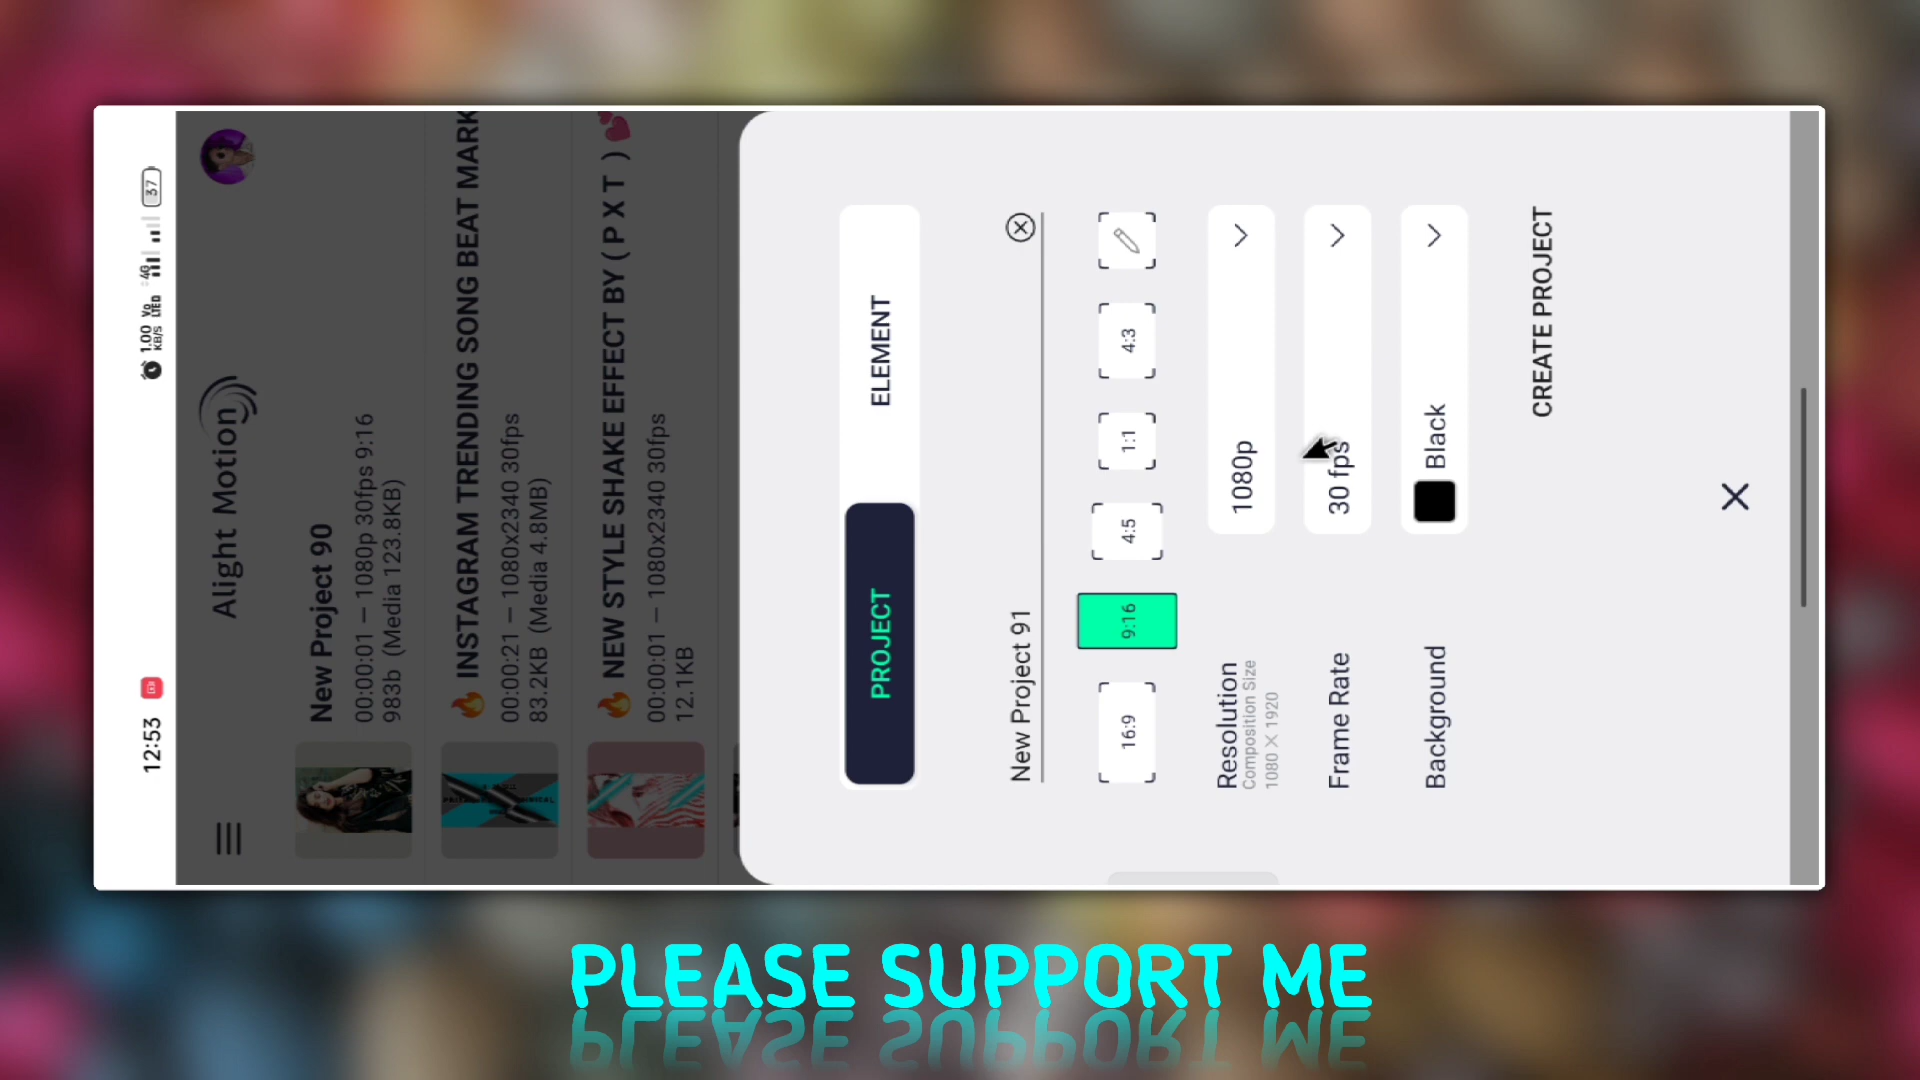 12:53
1.00 KB/S
Vo LTE
4G
37
Alight Motion
New Project 90
00:00:01 – 1080p 30fps 9:16
983b (Media 123.8KB)
🔥 INSTAGRAM TRENDING SONG BEAT MARK
00:00:21 – 1080x2340 30fps
83.2KB (Media 4.8MB)
🔥 NEW STYLE SHAKE EFFECT BY ( P X T ) 💕
00:00:01 – 1080x2340 30fps
12.1KB
PROJECT
ELEMENT
New Project 91
16:9
9:16
4:5
1:1
4:3
Resolution
1080p
Composition Size
1080 X 1920
Frame Rate
30 fps
Background
Black
CREATE PROJECT
PLEASE SUPPORT ME